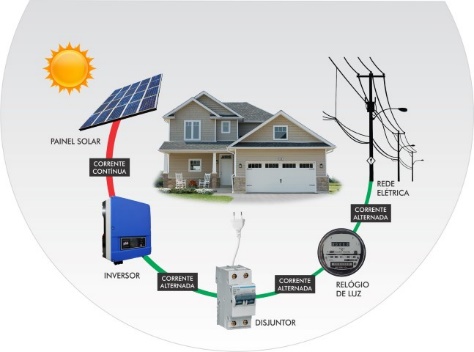 PAINEL SOLAR
CORRENTE
CONTÍNUA
INVERSOR
CORRENTE
ALTERNADA
DISJUNTOR
CORRENTE
ALTERNADA
RELÓGIO
DE LUZ
CORRENTE
ALTERNADA
REDE
ELÉTRICA